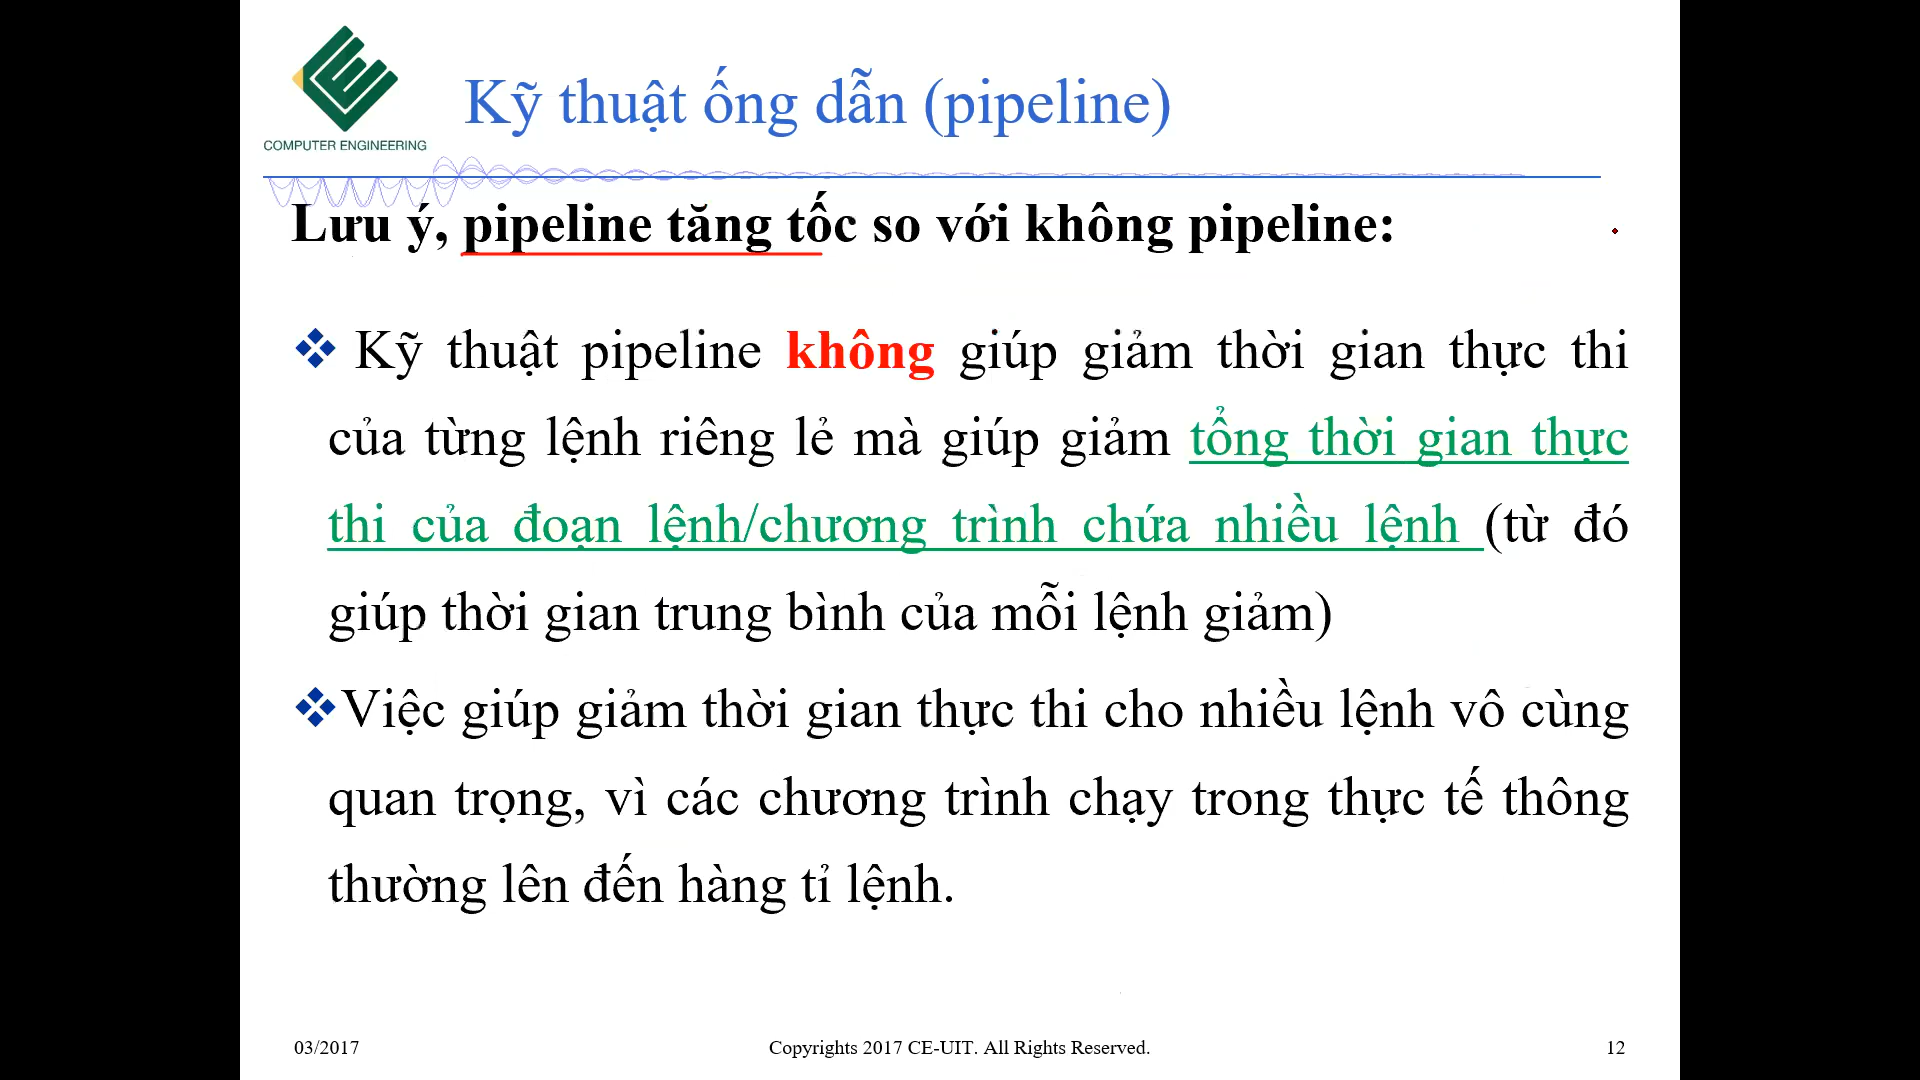 COMPUTER ENGINEERING
Kỹ thuật ống dẫn (pipeline)
Lưu ý, pipeline tăng tốc so với không pipeline:
Kỹ thuật pipeline không giúp giảm thời gian thực thi
của từng lệnh riêng lẻ mà giúp giảm tổng thời gian thực
thi của đoạn lệnh/chương trình chứa nhiều lệnh (từ đó
giúp thời gian trung bình của mỗi lệnh giảm)
Việc giúp giảm thời gian thực thi cho nhiều lệnh vô cùng
quan trọng, vì các chương trình chạy trong thực tế thông
thường lên đến hàng tỉ lệnh.
03/2017
Copyrights 2017 CE-UIT. All Rights Reserved.
12